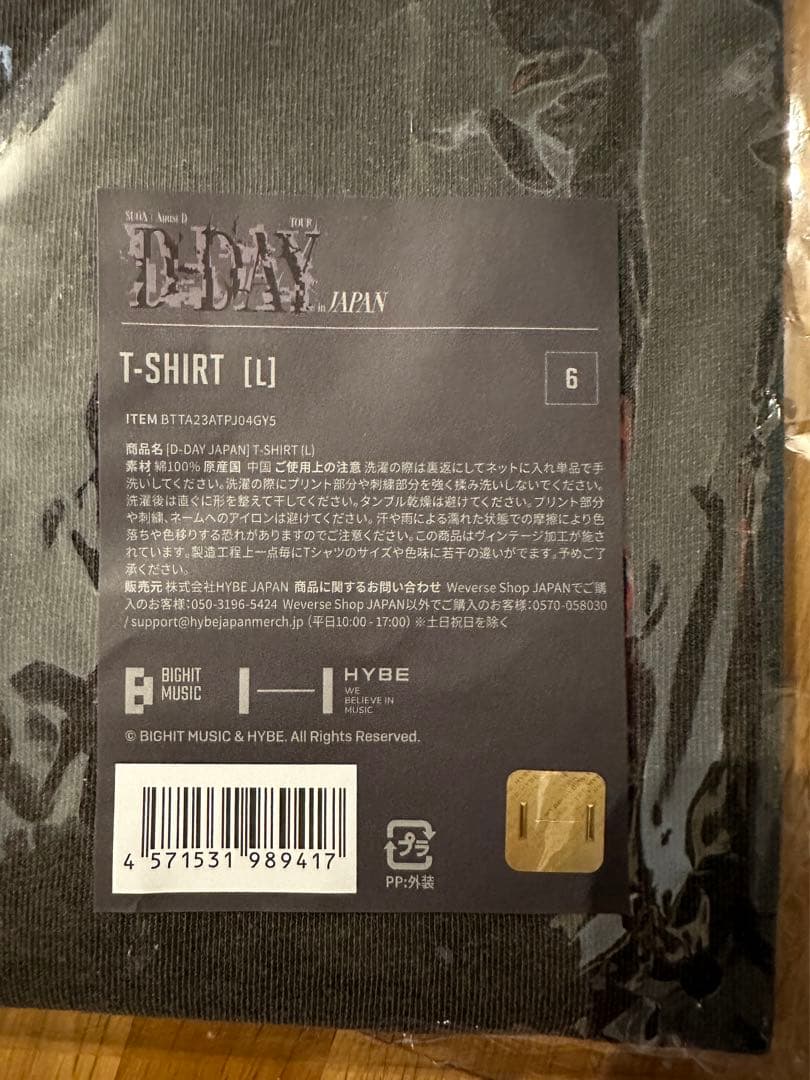 SUGA | Agust D
TOUR
D-DAY
in JAPAN
T-SHIRT [L]
6
ITEM BTTA23ATPJ04GY5
商品名 [D-DAY JAPAN] T-SHIRT (L)
素材 綿100% 原産国 中国 ご使用上の注意 洗濯の際は裏返にしてネットに入れ単品で手
洗いしてください。洗濯の際にプリント部分や刺繍部分を強く揉み洗いしないでください。
洗濯後は直ぐに形を整えて干してください。タンブル乾燥は避けてください。プリント部分
や刺繍、ネームへのアイロンは避けてください。汗や雨による濡れた状態での摩擦により色
落ちや色移りする恐れがありますのでご注意ください。この商品はヴィンテージ加工が施さ
れています。製造工程上一点毎にTシャツのサイズや色味に若干の違いがでます。予めご了
承ください。
販売元 株式会社HYBE JAPAN 商品に関するお問い合わせ Weverse Shop JAPANでご購
入のお客様：050-3196-5424 Weverse Shop JAPAN以外でご購入のお客様：0570-058030
/ support@hybejapanmerch.jp (平日10:00 - 17:00) ※土日祝日を除く
BIGHIT
MUSIC
HYBE
WE
BELIEVE IN
MUSIC
© BIGHIT MUSIC & HYBE. All Rights Reserved.
4 571531 989417
プラ
PP:外装